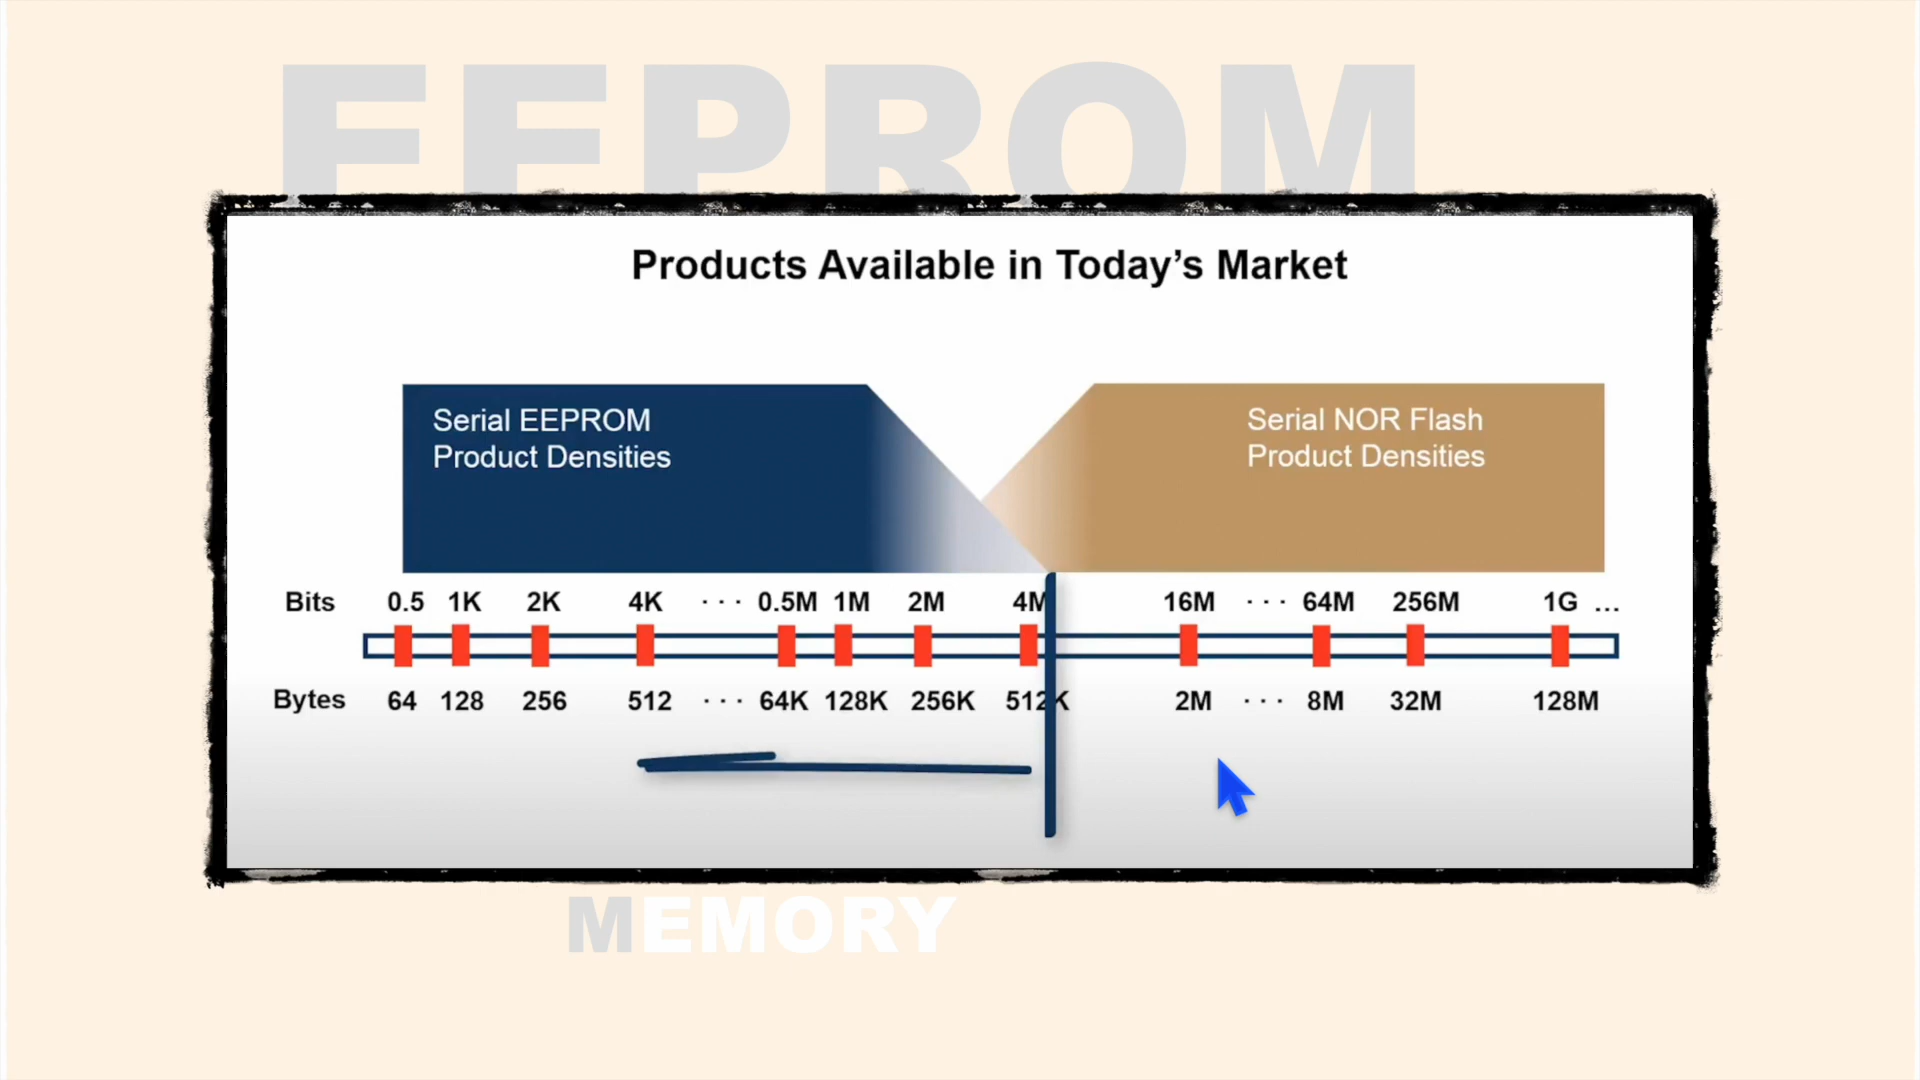 EEPROM
Products Available in Today's Market
Serial EEPROM
Product Densities
Serial NOR Flash
Product Densities
Bits 0.5 1K 2K 4K ··· 0.5M 1M 2M 4M 16M ··· 64M 256M 1G ...
Bytes 64 128 256 512 ··· 64K 128K 256K 512K 2M ··· 8M 32M 128M
MEMORY